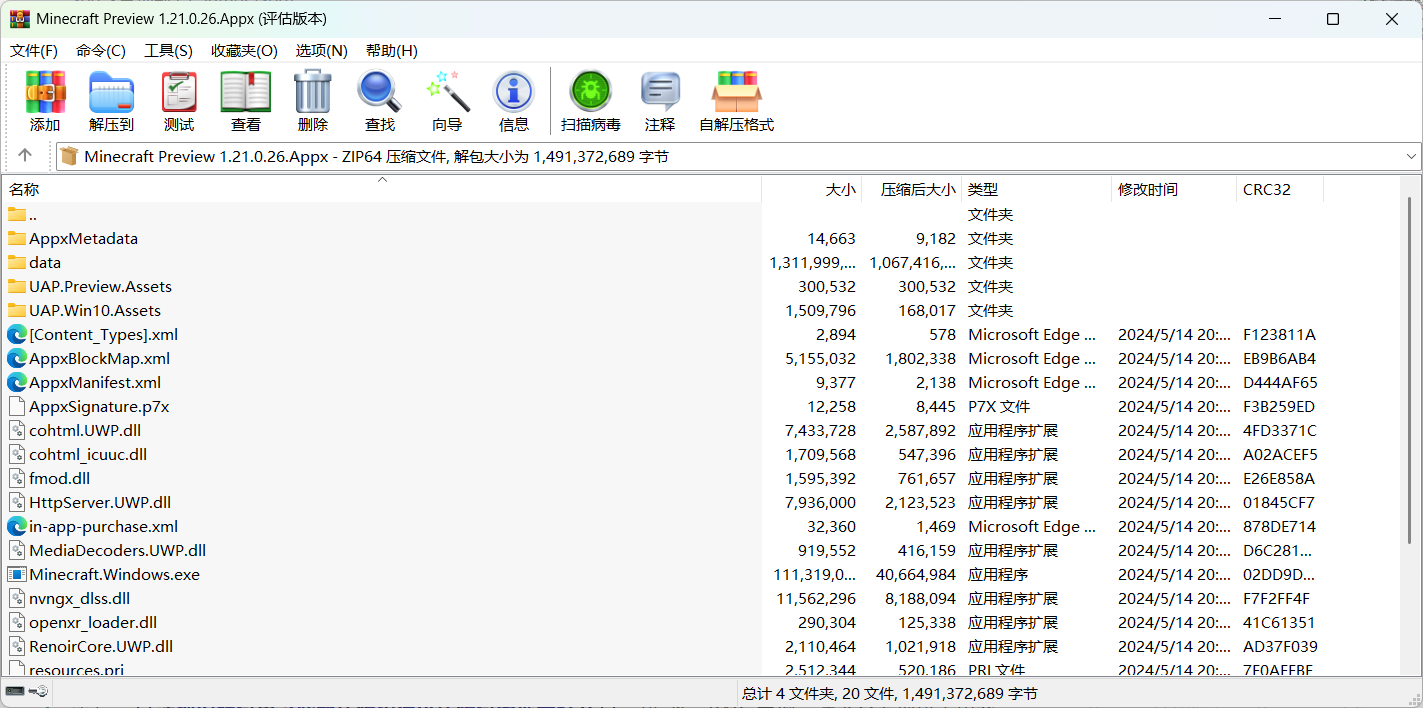 Minecraft Preview 1.21.0.26.Appx (评估版本)
文件(F) 命令(C) 工具(S) 收藏夹(O) 选项(N) 帮助(H)
添加 解压到 测试 查看 删除 查找 向导 信息 扫描病毒 注释 自解压格式
Minecraft Preview 1.21.0.26.Appx - ZIP64 压缩文件, 解包大小为 1,491,372,689 字节
名称 大小 压缩后大小 类型 修改时间 CRC32
.. 文件夹
AppxMetadata 14,663 9,182 文件夹
data 1,311,999,... 1,067,416,... 文件夹
UAP.Preview.Assets 300,532 300,532 文件夹
UAP.Win10.Assets 1,509,796 168,017 文件夹
[Content_Types].xml 2,894 578 Microsoft Edge ... 2024/5/14 20:... F123811A
AppxBlockMap.xml 5,155,032 1,802,338 Microsoft Edge ... 2024/5/14 20:... EB9B6AB4
AppxManifest.xml 9,377 2,138 Microsoft Edge ... 2024/5/14 20:... D444AF65
AppxSignature.p7x 12,258 8,445 P7X 文件 2024/5/14 20:... F3B259ED
cohtml.UWP.dll 7,433,728 2,587,892 应用程序扩展 2024/5/14 20:... 4FD3371C
cohtml_icuuc.dll 1,709,568 547,396 应用程序扩展 2024/5/14 20:... A02ACEF5
fmod.dll 1,595,392 761,657 应用程序扩展 2024/5/14 20:... E26E858A
HttpServer.UWP.dll 7,936,000 2,123,523 应用程序扩展 2024/5/14 20:... 01845CF7
in-app-purchase.xml 32,360 1,469 Microsoft Edge ... 2024/5/14 20:... 878DE714
MediaDecoders.UWP.dll 919,552 416,159 应用程序扩展 2024/5/14 20:... D6C281...
Minecraft.Windows.exe 111,319,0... 40,664,984 应用程序 2024/5/14 20:... 02DD9D...
nvngx_dlss.dll 11,562,296 8,188,094 应用程序扩展 2024/5/14 20:... F7F2FF4F
openxr_loader.dll 290,304 125,338 应用程序扩展 2024/5/14 20:... 41C61351
RenoirCore.UWP.dll 2,110,464 1,021,918 应用程序扩展 2024/5/14 20:... AD37F039
resources.pri 2,512,344 520,186 PRI 文件 2024/5/14 20:...
总计 4 文件夹, 20 文件, 1,491,372,689 字节